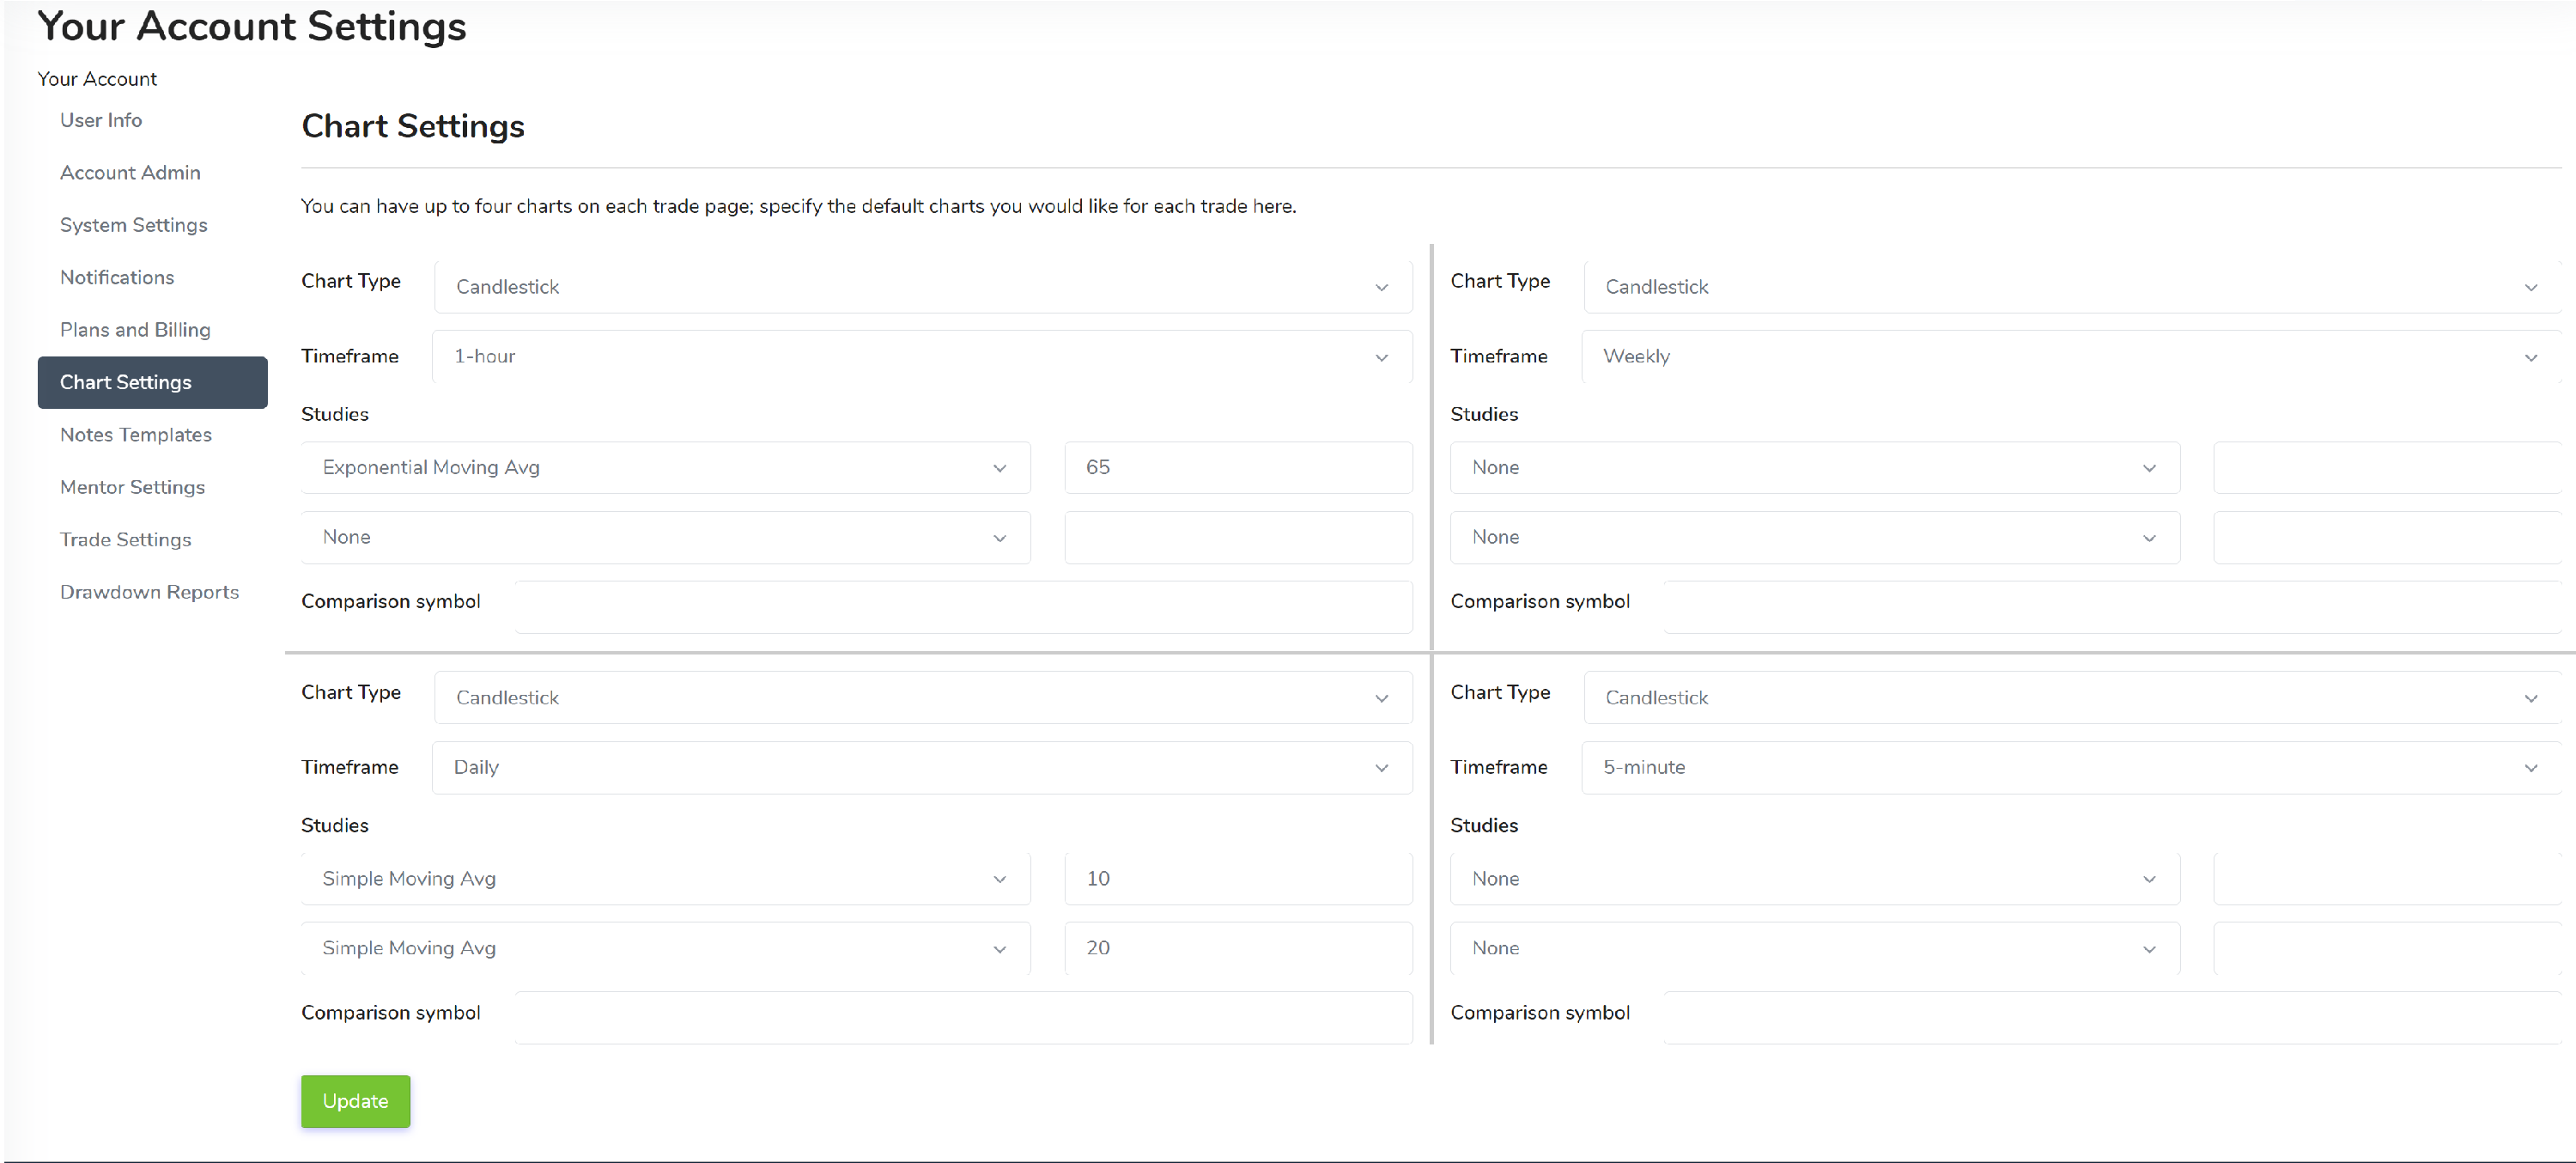 Your Account Settings
Your Account
User Info
Account Admin
System Settings
Notifications
Plans and Billing
Chart Settings
Notes Templates
Mentor Settings
Trade Settings
Drawdown Reports
Chart Settings
You can have up to four charts on each trade page; specify the default charts you would like for each trade here.
Chart Type Candlestick
Timeframe 1-hour
Studies
Exponential Moving Avg 65
None
Comparison symbol
Chart Type Candlestick
Timeframe Weekly
Studies
None
None
Comparison symbol
Chart Type Candlestick
Timeframe Daily
Studies
Simple Moving Avg 10
Simple Moving Avg 20
Comparison symbol
Chart Type Candlestick
Timeframe 5-minute
Studies
None
None
Comparison symbol
Update